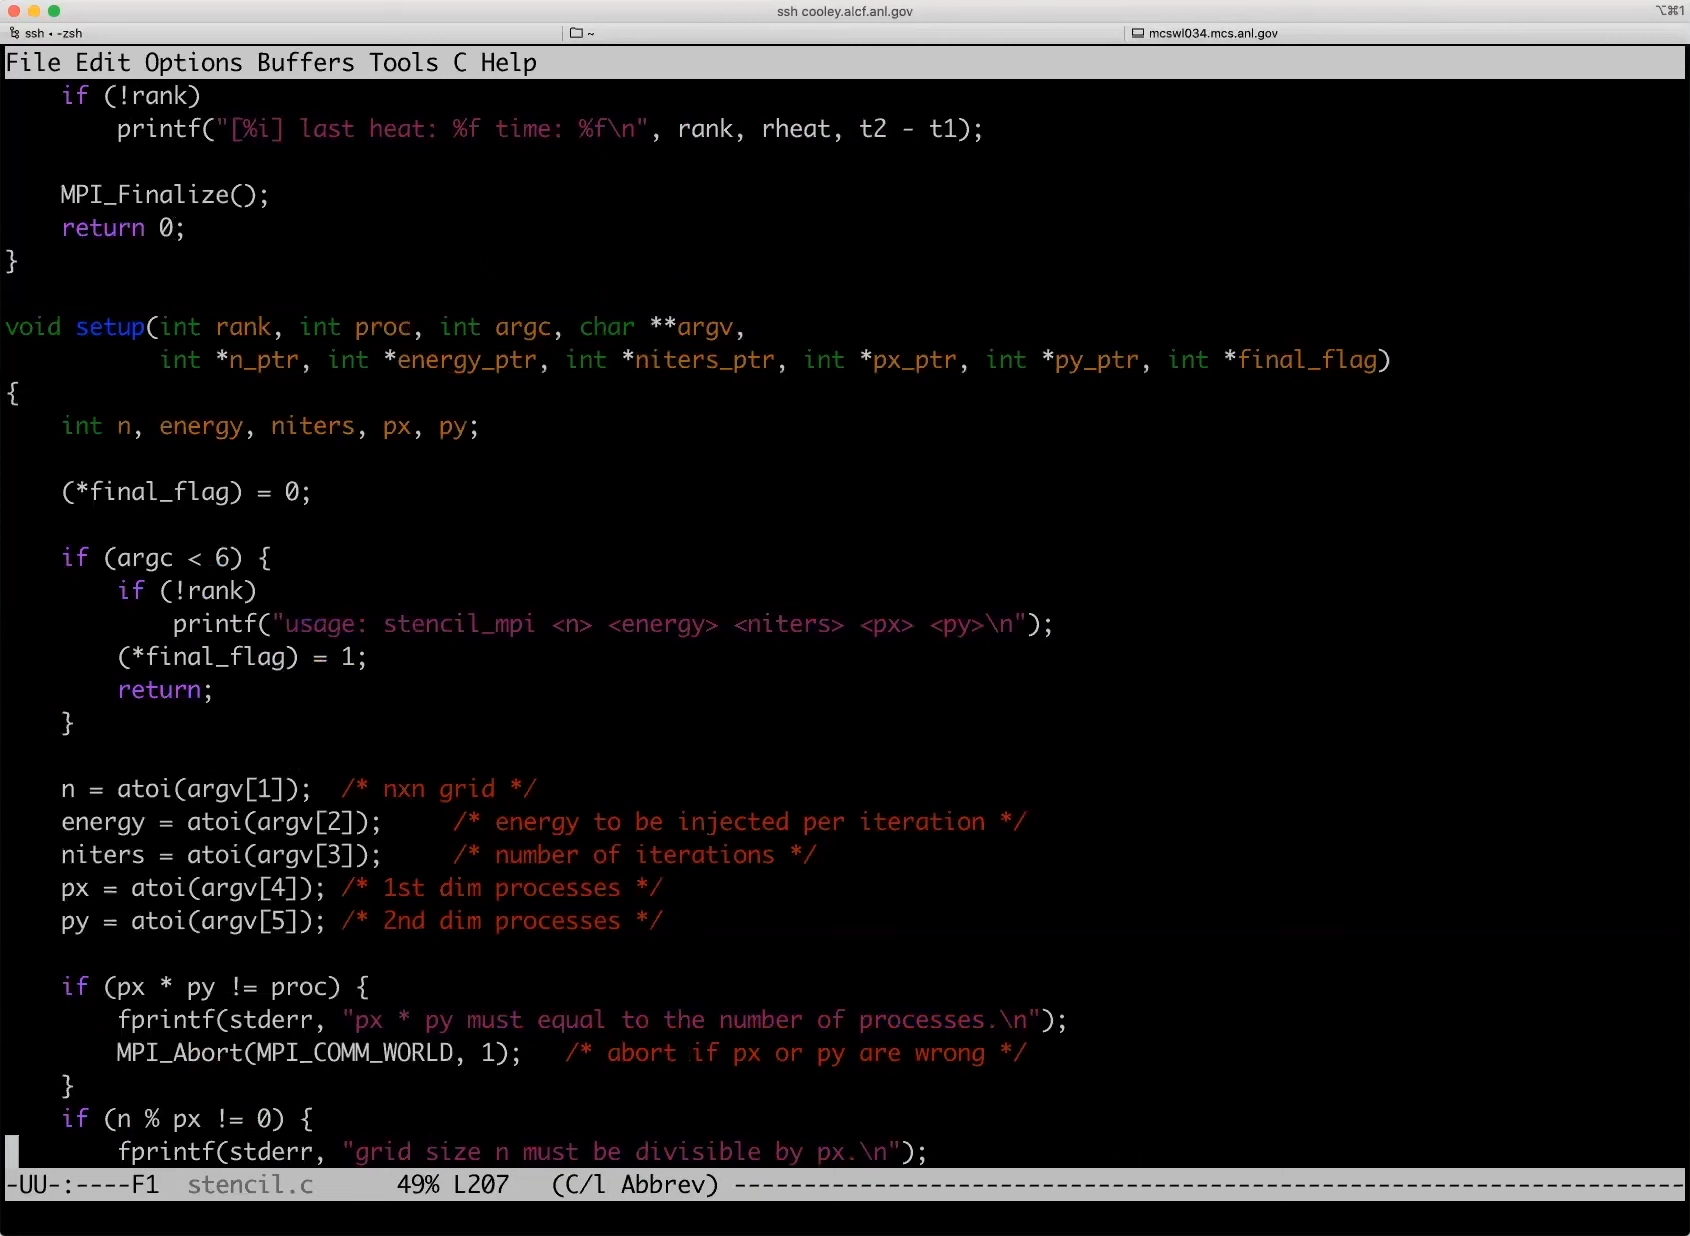 ssh cooley.alcf.anl.gov
⌥⌘1
ssh • -zsh
~
mcswl034.mcs.anl.gov
File Edit Options Buffers Tools C Help
    if (!rank)
        printf("[%i] last heat: %f time: %f\n", rank, rheat, t2 - t1);
    MPI_Finalize();
    return 0;
}
void setup(int rank, int proc, int argc, char **argv,
           int *n_ptr, int *energy_ptr, int *niters_ptr, int *px_ptr, int *py_ptr, int *final_flag)
{
    int n, energy, niters, px, py;
    (*final_flag) = 0;
    if (argc < 6) {
        if (!rank)
            printf("usage: stencil_mpi <n> <energy> <niters> <px> <py>\n");
        (*final_flag) = 1;
        return;
    }
    n = atoi(argv[1]);  /* nxn grid */
    energy = atoi(argv[2]);     /* energy to be injected per iteration */
    niters = atoi(argv[3]);     /* number of iterations */
    px = atoi(argv[4]); /* 1st dim processes */
    py = atoi(argv[5]); /* 2nd dim processes */
    if (px * py != proc) {
        fprintf(stderr, "px * py must equal to the number of processes.\n");
        MPI_Abort(MPI_COMM_WORLD, 1);   /* abort if px or py are wrong */
    }
    if (n % px != 0) {
        fprintf(stderr, "grid size n must be divisible by px.\n");
-UU-:----F1  stencil.c      49% L207   (C/l Abbrev) --------------------------------------------------------------------